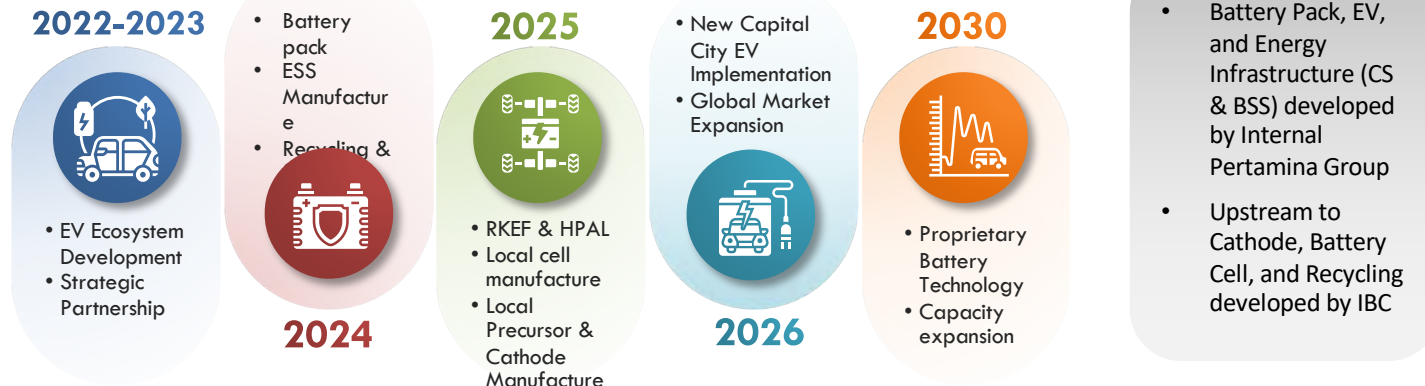 2022-2023
• EV Ecosystem
Development
• Strategic
Partnership
• Battery
pack
• ESS
Manufactur
e
• Recycling &
2024
2025
• RKEF & HPAL
• Local cell
manufacture
• Local
Precursor &
Cathode
Manufacture
• New Capital
City EV
Implementation
• Global Market
Expansion
2026
2030
• Proprietary
Battery
Technology
• Capacity
expansion
• Battery Pack, EV,
and Energy
Infrastructure (CS
& BSS) developed
by Internal
Pertamina Group
• Upstream to
Cathode, Battery
Cell, and Recycling
developed by IBC